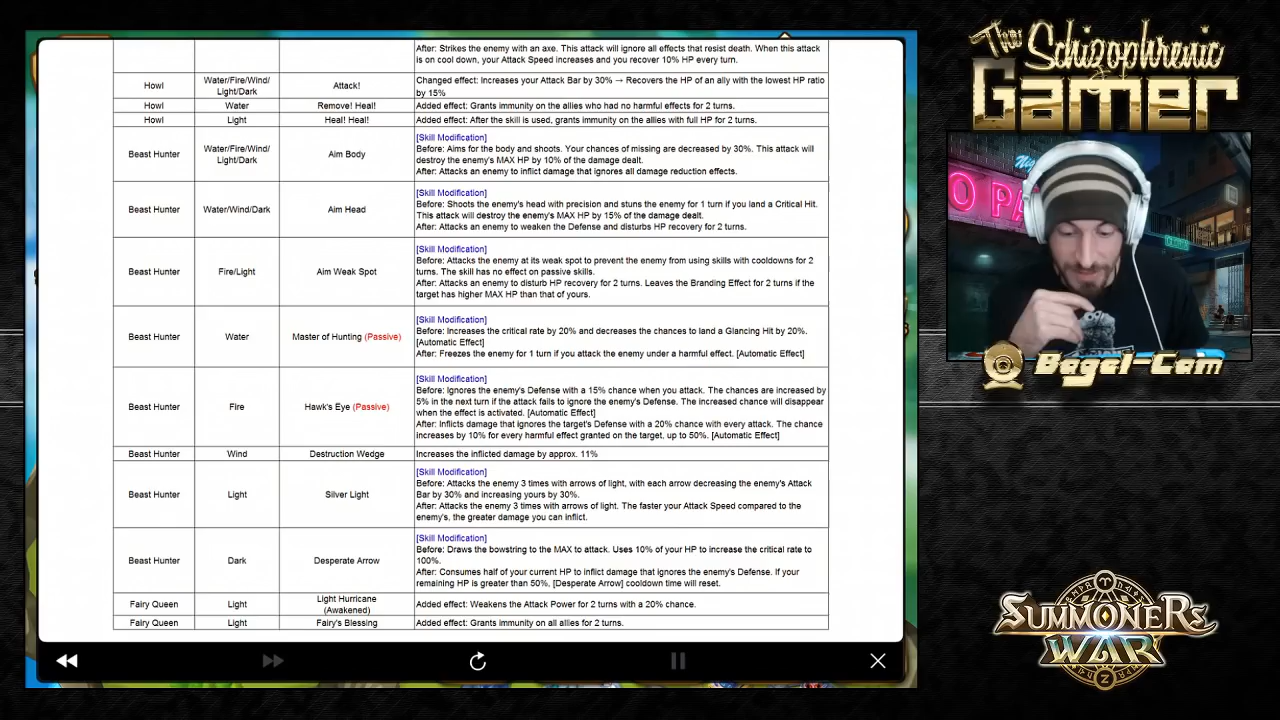 The Schizophrenic
Gamer
After: Strikes the enemy with an axe. This attack will ignore all effects that resist death. When this attack
is on cool down, your Attack Speed increases and you recover 10% HP every turn.
Howl
Water/Fire/Wind/
Light/Dark
Attack!
Changed effect: Increases your Attack Bar by 30% → Recovers the HP of an ally with the lowest HP ratio
by 15%
Howl
Water
Remove! Heal!
Added effect: Grants immunity on the allies who had no harmful effects for 2 turns.
Howl
Light
Heal! Heal!
Added effect: After the skill is used, grants immunity on the allies with full HP for 2 turns.
Beast Hunter
Water/Fire/Wind/
Light/Dark
Aim Body
[Skill Modification]
Before: Aims for the body and shoots. Your chances of missing are decreased by 30%. This attack will
destroy the enemy's MAX HP by 10% of the damage dealt.
After: Attacks an enemy to inflict damage that ignores all damage reduction effects.
Beast Hunter
Water/Wind/Dark
Aim Head
[Skill Modification]
Before: Shoots the enemy's head with precision and stuns the enemy for 1 turn if you land a Critical Hit.
This attack will destroy the enemy's MAX HP by 15% of the damage dealt.
After: Attacks an enemy to weaken the Defense and disturbs HP recovery for 2 turns.
Beast Hunter
Fire/Light
Aim Weak Spot
[Skill Modification]
Before: Attacks the enemy at its weak spot to prevent the enemy from using skills with cooldowns for 2
turns. The skill has no effect on passive skills.
After: Attacks an enemy to disturb HP recovery for 2 turns. Leaves the Branding Effect for 2 turns if the
target has higher MAX HP than that of yours.
Beast Hunter
Water
Master of Hunting (Passive)
[Skill Modification]
Before: Increases the critical rate by 20% and decreases the chances to land a Glancing Hit by 20%.
[Automatic Effect]
After: Freezes the enemy for 1 turn if you attack the enemy under a harmful effect. [Automatic Effect]
Beast Hunter
Fire
Hawk's Eye (Passive)
[Skill Modification]
Before: Ignores the enemy's Defense with a 15% chance when you attack. The chances are increased by
5% in the next turn if the attack fails to ignore the enemy's Defense. The increased chance will disappear
when the effect is activated. [Automatic Effect]
After: Inflicts damage that ignores the target's Defense with a 20% chance with every attack. The chance
increases by 10% for every harmful effect granted on the target, up to 50%. [Automatic Effect]
Beast Hunter
Wind
Destruction Wedge
Increases the inflicted damage by approx. 11%
Beast Hunter
Light
Silver Light
[Skill Modification]
Before: Attacks the enemy 3 times with arrows of light, with each arrow decreasing the enemy's Attack
Bar by 30% and increasing yours by 30%.
After: Attacks the enemy 3 times with arrows of light. The faster your Attack Speed compared to the
enemy's, the greater damage you can inflict.
Beast Hunter
Dark
Desperate Arrow
[Skill Modification]
Before: Draws the bowstring to the MAX to attack. Uses 10% of your HP to increase the critical rate to
100%.
After: Consumes half of your current HP to inflict damage that ignores the enemy's Defense. If your
remaining HP is greater than 50%, [Desperate Arrow] cooldown time will reset.
Fairy Queen
Light
Light Hurricane
(Awakened)
Added effect: Weakens the Attack Power for 2 turns with a 20% chance.
Fairy Queen
Light
Fairy's Blessing
Added effect: Grants immunity on all allies for 2 turns.
Bagel-Cam
SUMMONERS
WAR